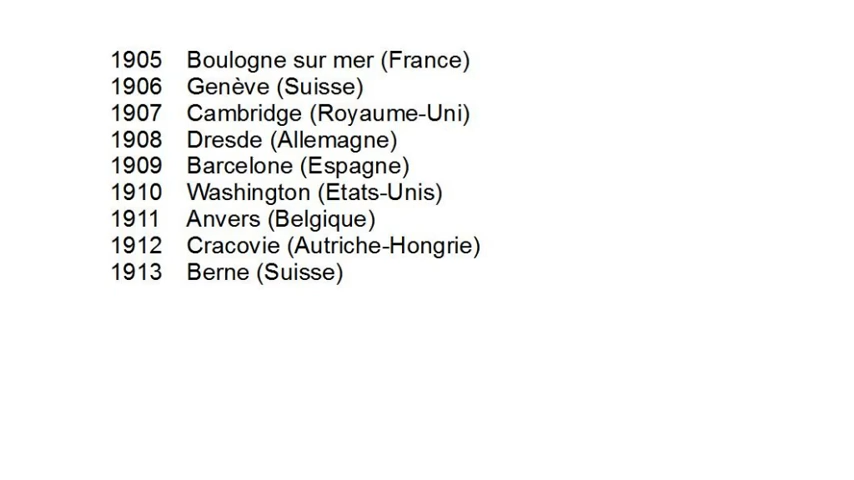 1905 Boulogne sur mer (France)
1906 Genève (Suisse)
1907 Cambridge (Royaume-Uni)
1908 Dresde (Allemagne)
1909 Barcelone (Espagne)
1910 Washington (Etats-Unis)
1911 Anvers (Belgique)
1912 Cracovie (Autriche-Hongrie)
1913 Berne (Suisse)